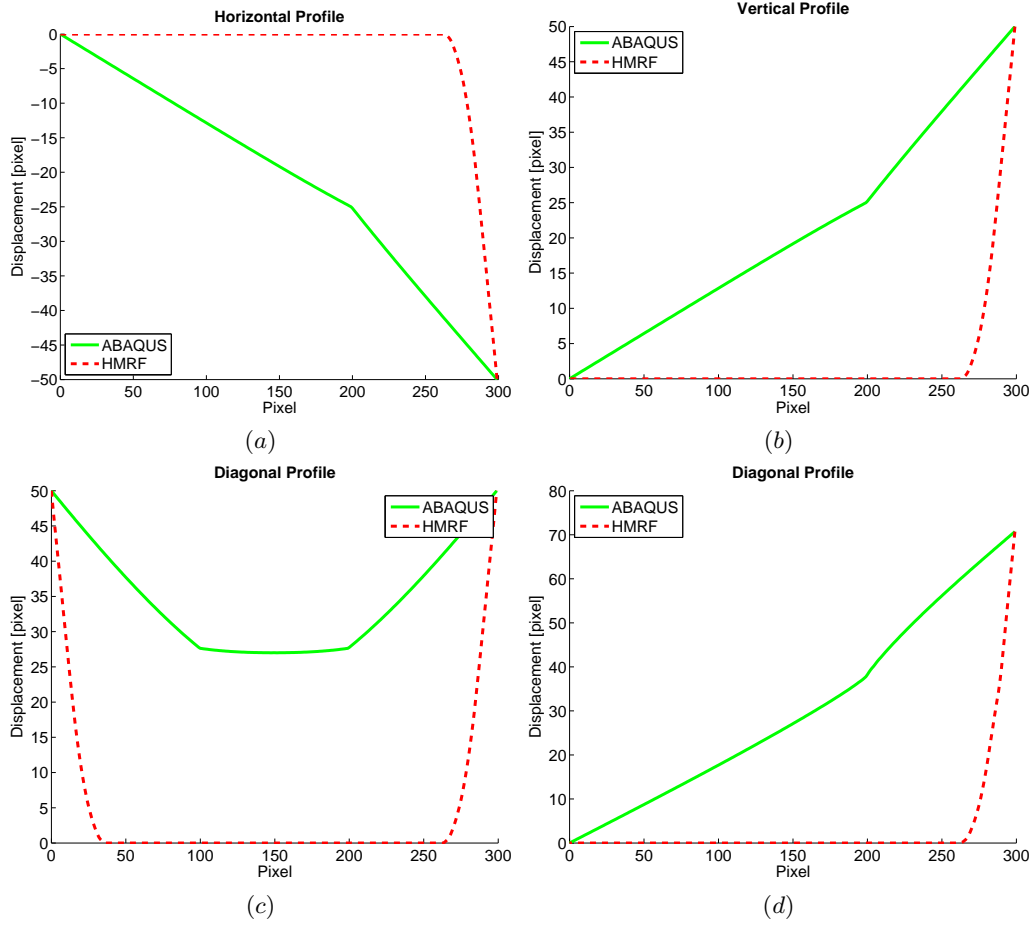 Horizontal Profile
0
−5
−10
−15
−20
−25
−30
−35
−40
−45
−50
Displacement [pixel]
ABAQUS
HMRF
0 50 100 150 200 250 300
Pixel
(a)
Vertical Profile
50
45
40
35
30
25
20
15
10
5
0
Displacement [pixel]
ABAQUS
HMRF
0 50 100 150 200 250 300
Pixel
(b)
Diagonal Profile
50
45
40
35
30
25
20
15
10
5
0
Displacement [pixel]
ABAQUS
HMRF
0 50 100 150 200 250 300
Pixel
(c)
Diagonal Profile
80
70
60
50
40
30
20
10
0
Displacement [pixel]
ABAQUS
HMRF
0 50 100 150 200 250 300
Pixel
(d)